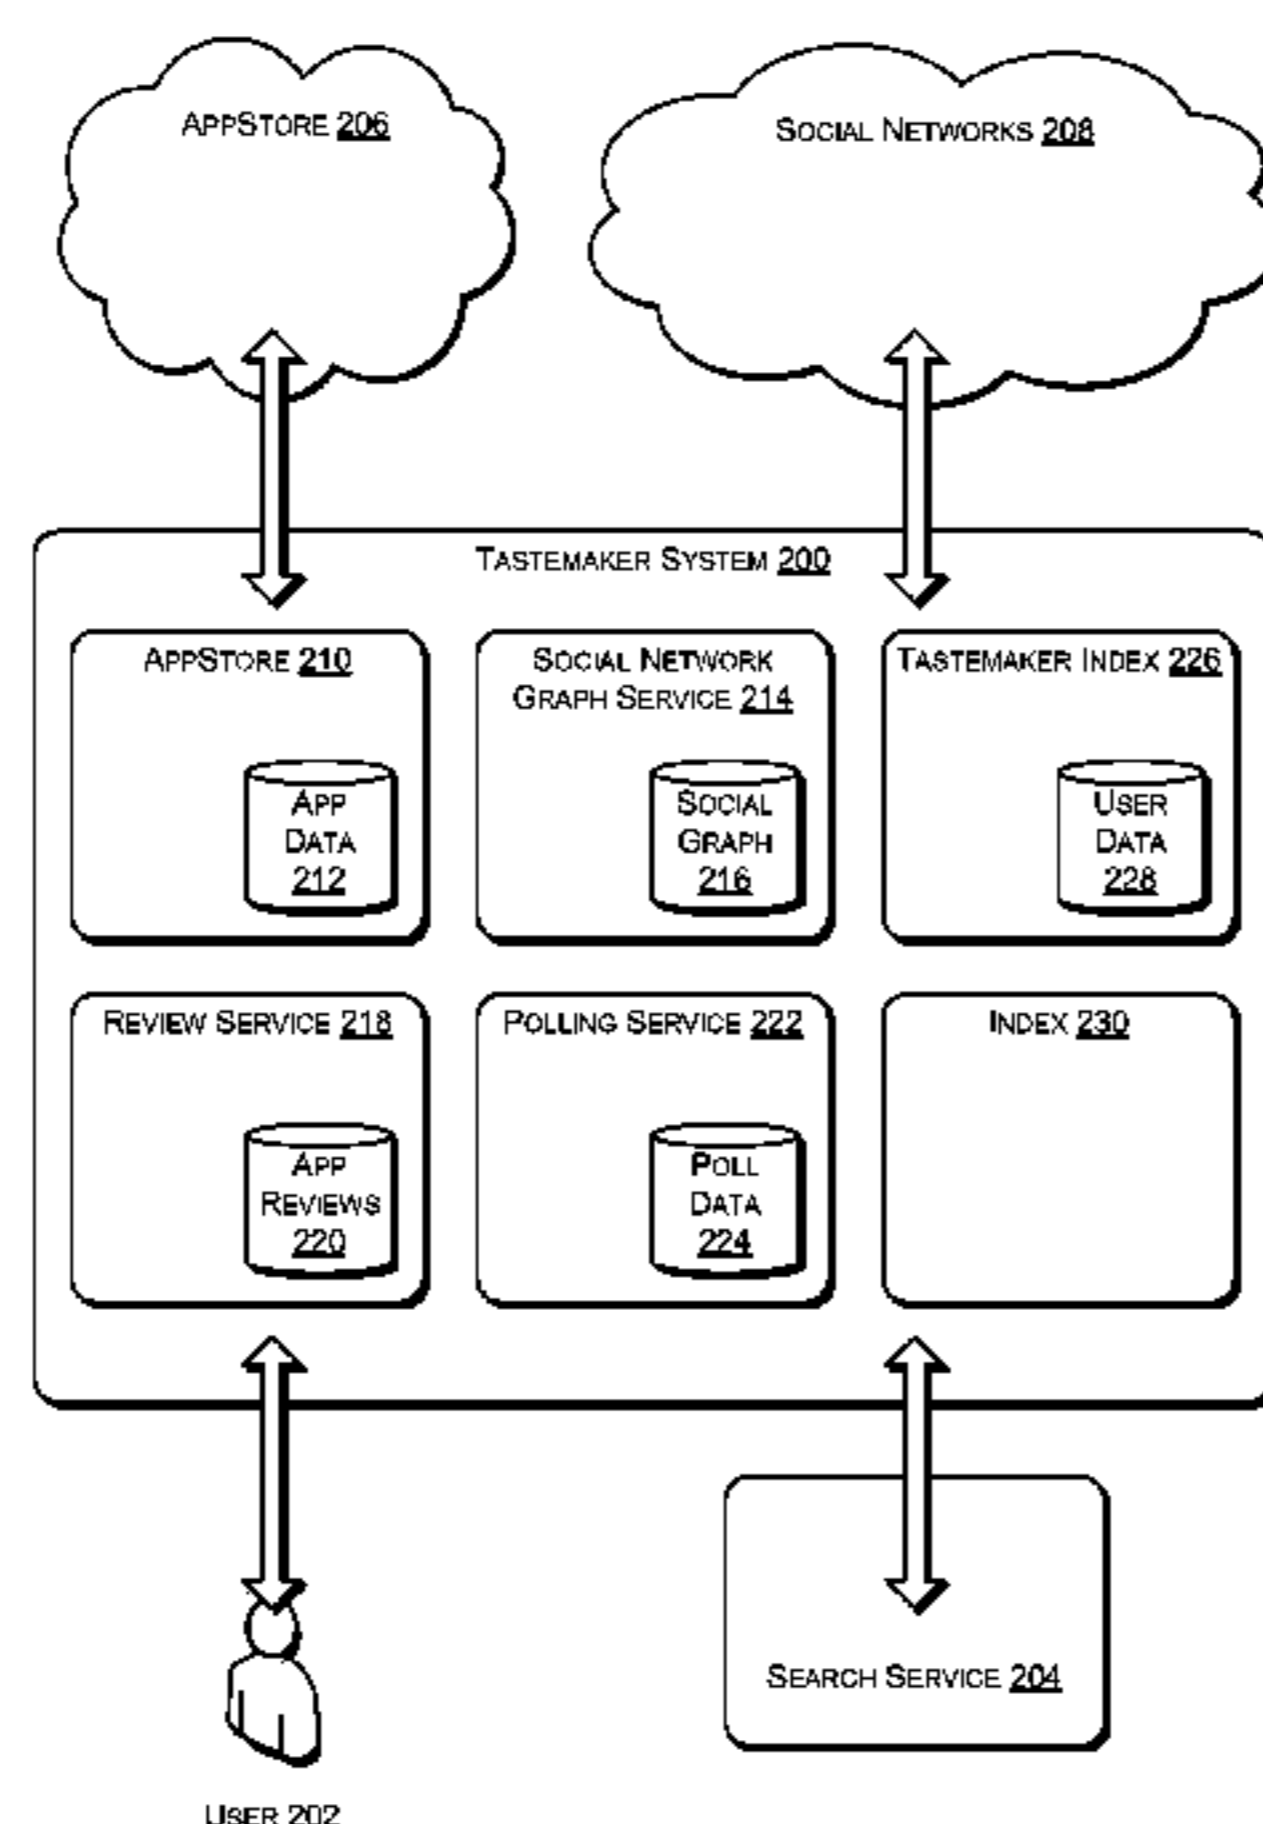 AppStore 206
Social Networks 208
Tastemaker System 200
AppStore 210
App
Data
212
Social Network
Graph Service 214
Social
Graph
216
Tastemaker Index 226
User
Data
228
Review Service 218
App
Reviews
220
Polling Service 222
Poll
Data
224
Index 230
Search Service 204
User 202